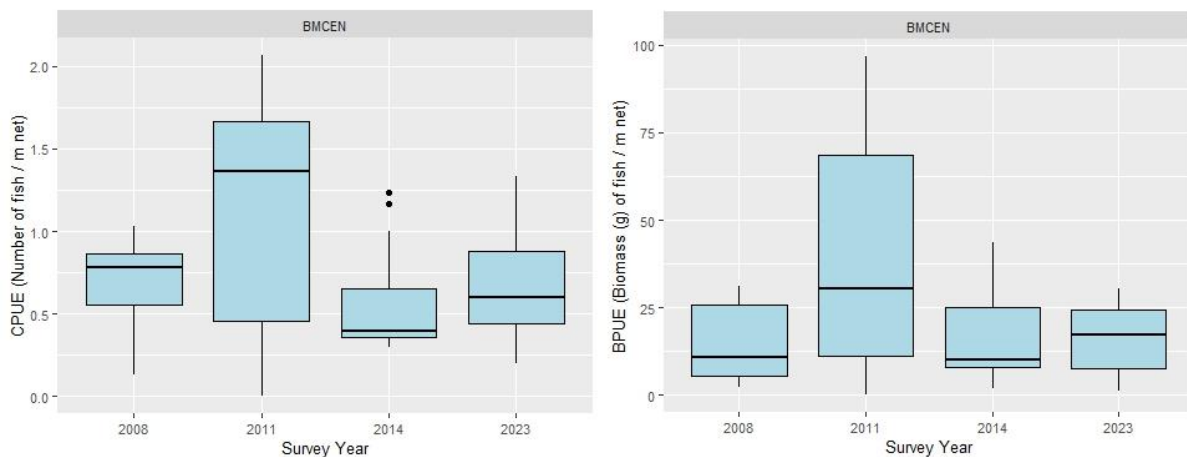 BMCEN
CPUE (Number of fish / m net)
2.0
1.5
1.0
0.5
0.0
2008 2011 2014 2023
Survey Year
BMCEN
BPUE (Biomass (g) of fish / m net)
100
75
50
25
0
2008 2011 2014 2023
Survey Year